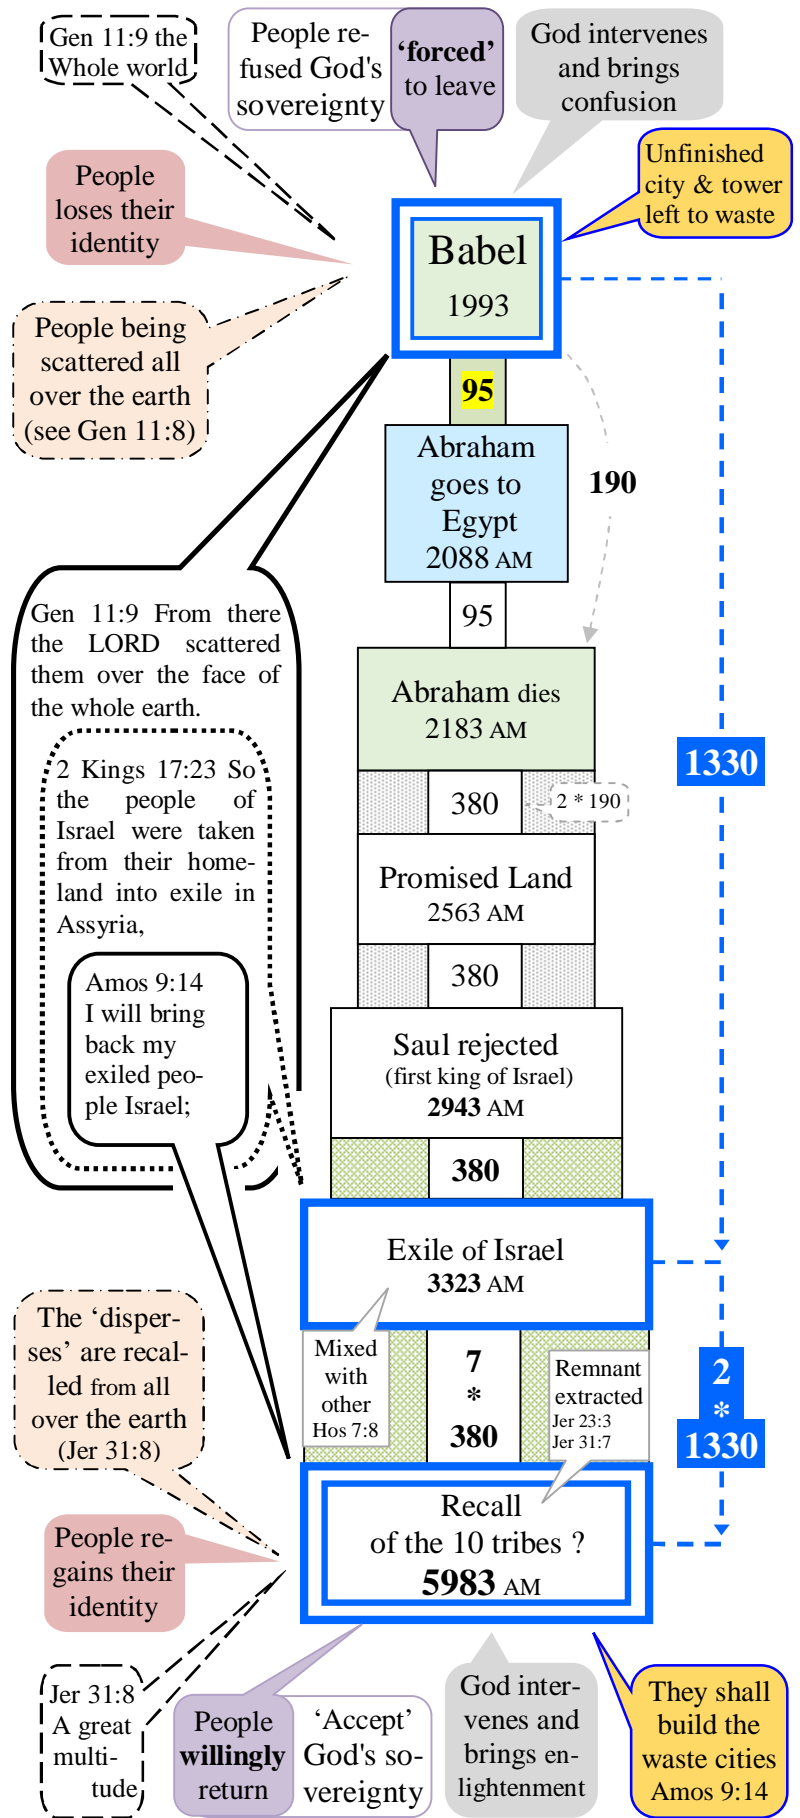 Gen 11:9 the
Whole world
People re-
fused God's
sovereignty
‘forced’
to leave
God intervenes
and brings
confusion
Unfinished
city & tower
left to waste
People
loses their
identity
Babel
1993
People being
scattered all
over the earth
(see Gen 11:8)
95
Abraham
goes to
Egypt
2088 AM
190
95
Gen 11:9 From there
the LORD scattered
them over the face of
the whole earth.
Abraham dies
2183 AM
1330
2 Kings 17:23 So
the people of
Israel were taken
from their home-
land into exile in
Assyria,
380
2 * 190
Promised Land
2563 AM
380
Amos 9:14
I will bring
back my
exiled peo-
ple Israel;
Saul rejected
(first king of Israel)
2943 AM
380
Exile of Israel
3323 AM
The ‘disper-
ses’ are recal-
led from all
over the earth
(Jer 31:8)
Mixed
with
other
Hos 7:8
7
*
380
Remnant
extracted
Jer 23:3
Jer 31:7
2
*
1330
Recall
of the 10 tribes ?
5983 AM
People re-
gains their
identity
Jer 31:8
A great
multi-
tude
People
willingly
return
‘Accept’
God's so-
vereignty
God inter-
venes and
brings en-
lightenment
They shall
build the
waste cities
Amos 9:14